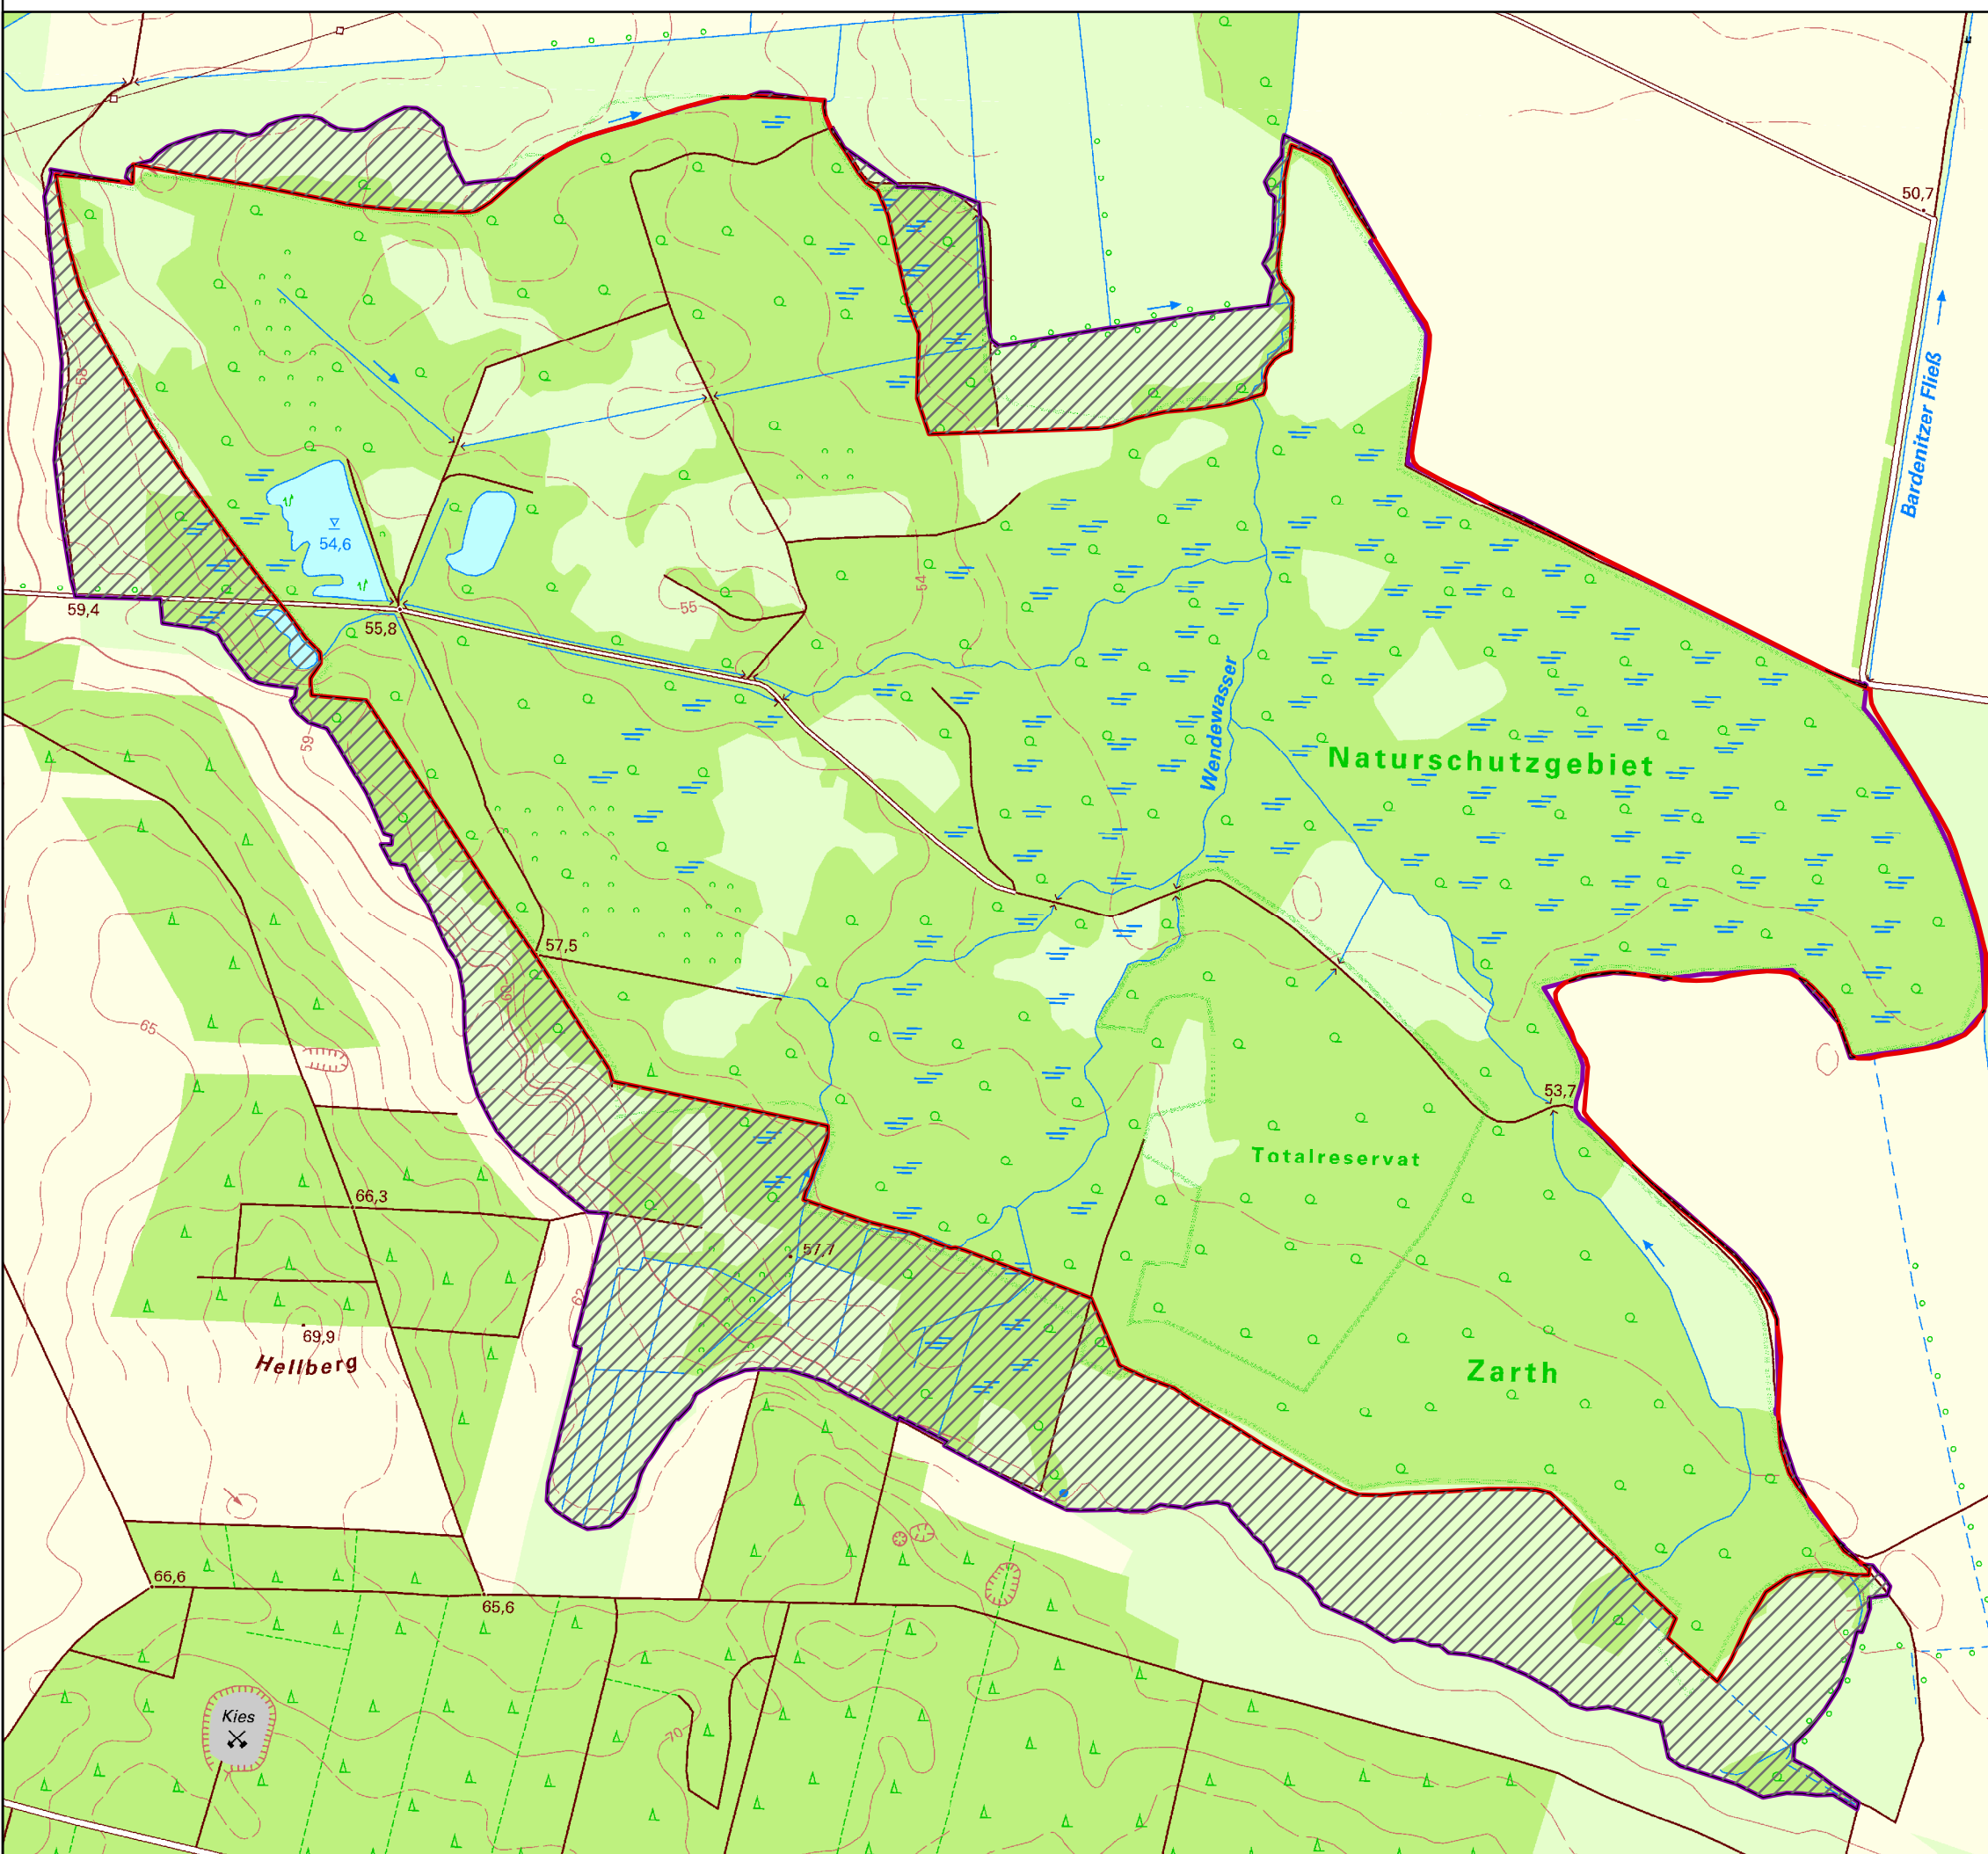 50,7
58
Bardenitzer Fließ
54,6
54
59,4
55,8
55
Wendewasser
59
Naturschutzgebiet
57,5
60
65
53,7
Totalreservat
66,3
57,7
62
69,9
Hellberg
Zarth
66,6
65,6
Kies
70